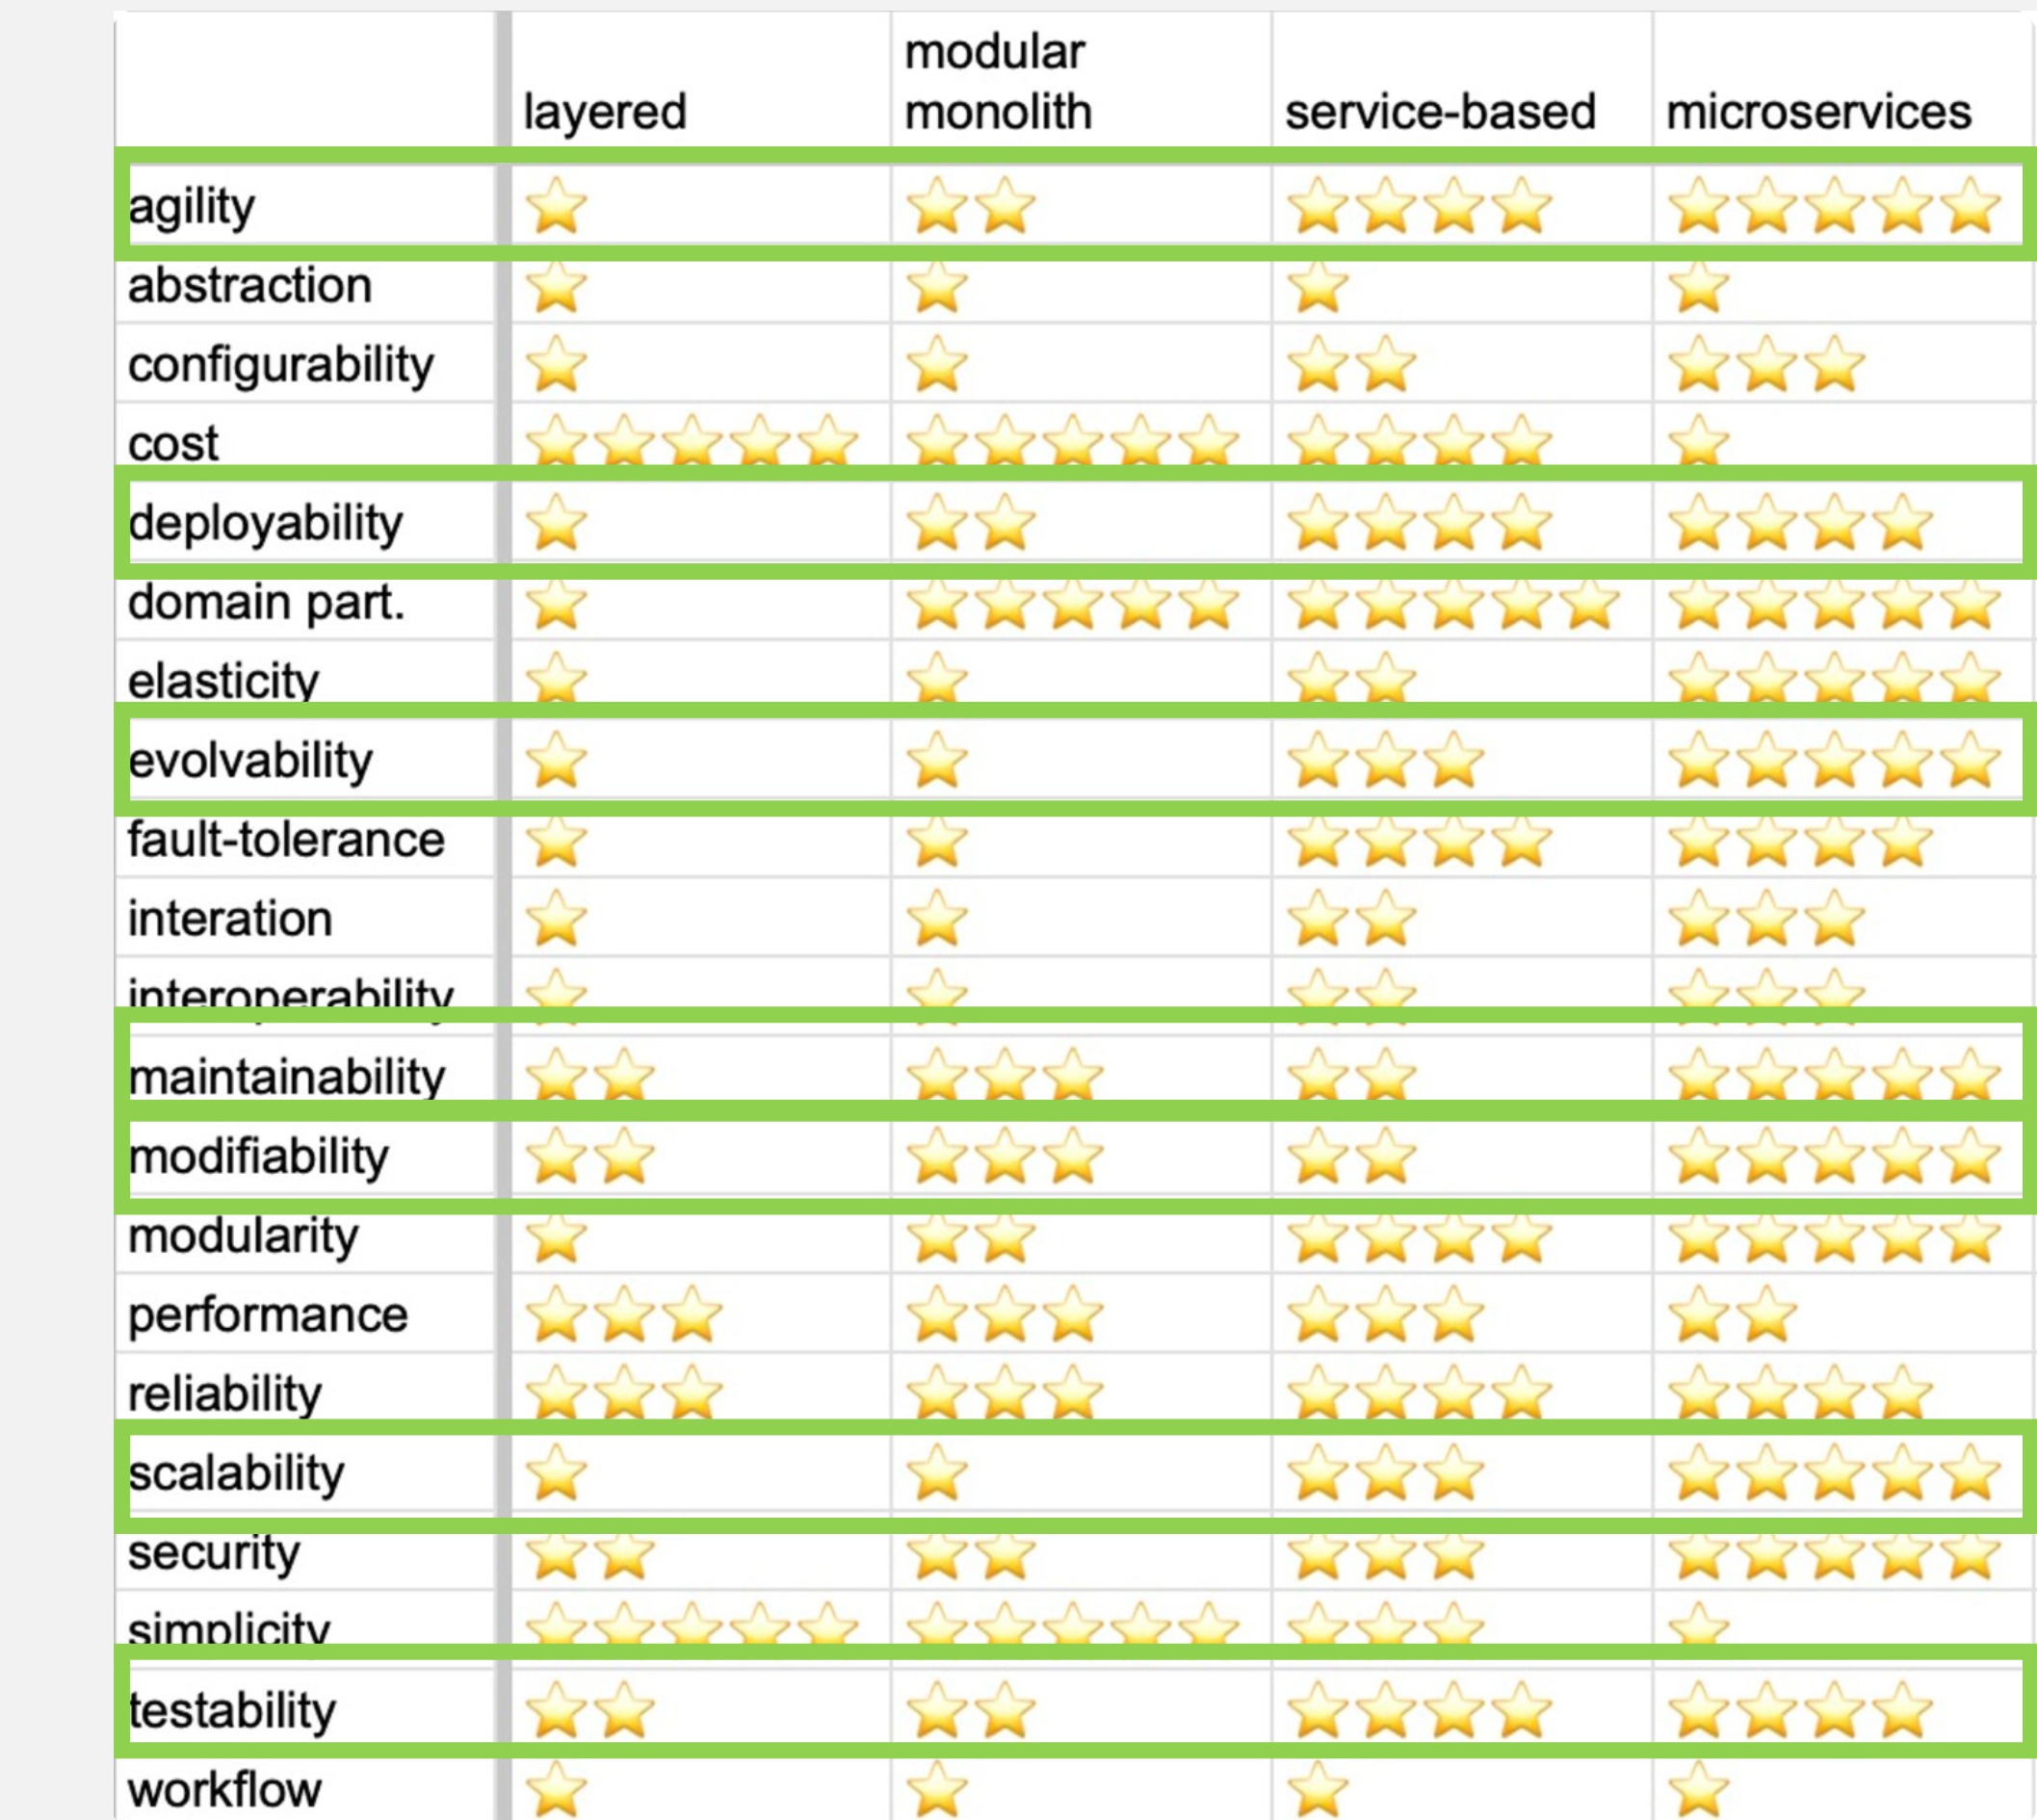 modular
layered monolith service-based microservices
agility
abstraction
configurability
cost
deployability
domain part.
elasticity
evolvability
fault-tolerance
interation
interoperability
maintainability
modifiability
modularity
performance
reliability
scalability
security
simplicity
testability
workflow